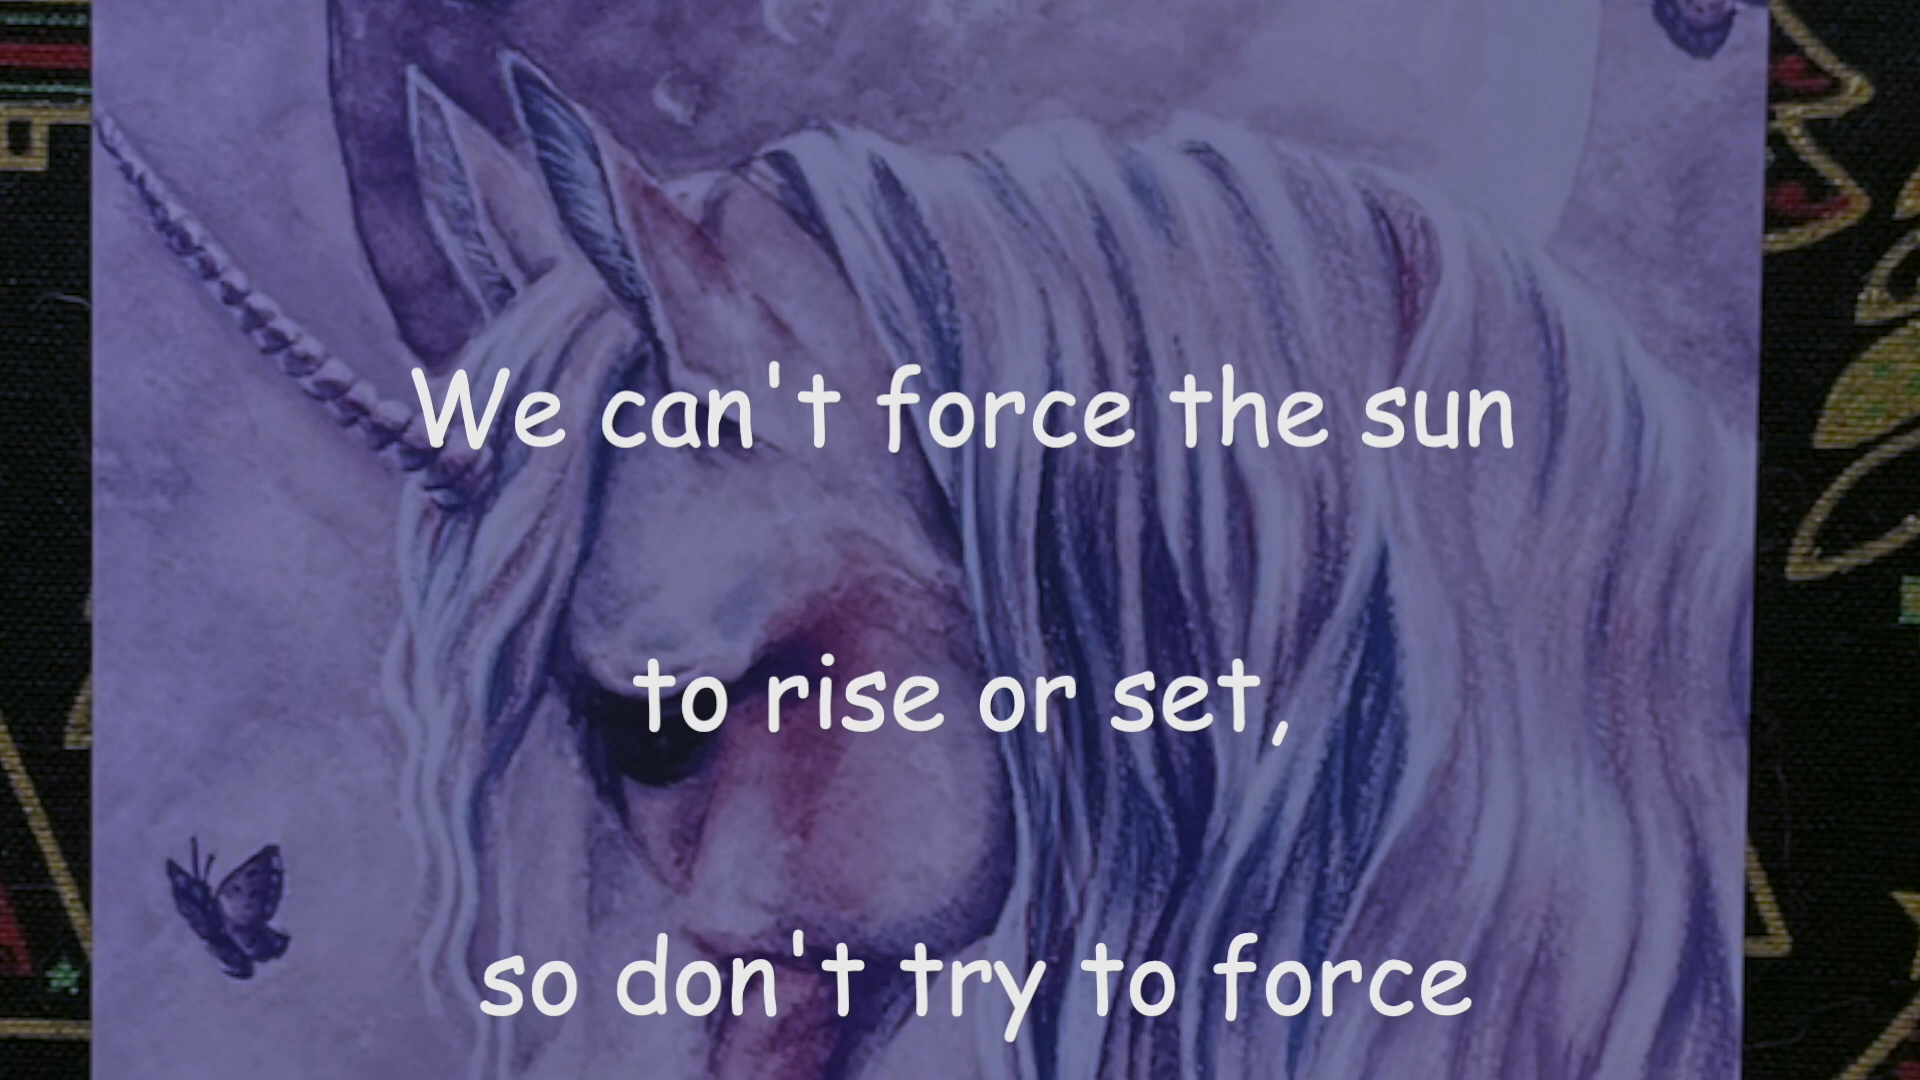 We can't force the sun
to rise or set,
so don't try to force